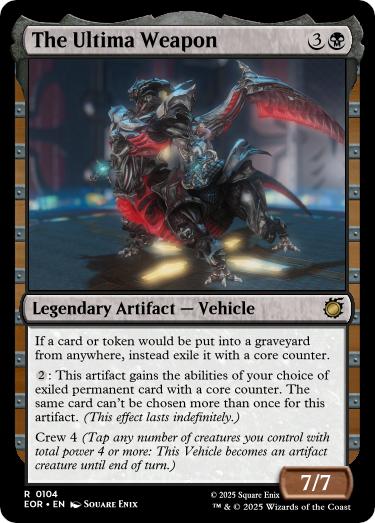 The Ultima Weapon 3
Legendary Artifact — Vehicle
If a card or token would be put into a graveyard
from anywhere, instead exile it with a core counter.
2: This artifact gains the abilities of your choice of
exiled permanent card with a core counter. The
same card can't be chosen more than once for this
artifact. (This effect lasts indefinitely.)
Crew 4 (Tap any number of creatures you control with
total power 4 or more: This Vehicle becomes an artifact
creature until end of turn.)
7/7
R 0104
EOR • EN SQUARE ENIX
© 2025 Square Enix
™ & © 2025 Wizards of the Coast